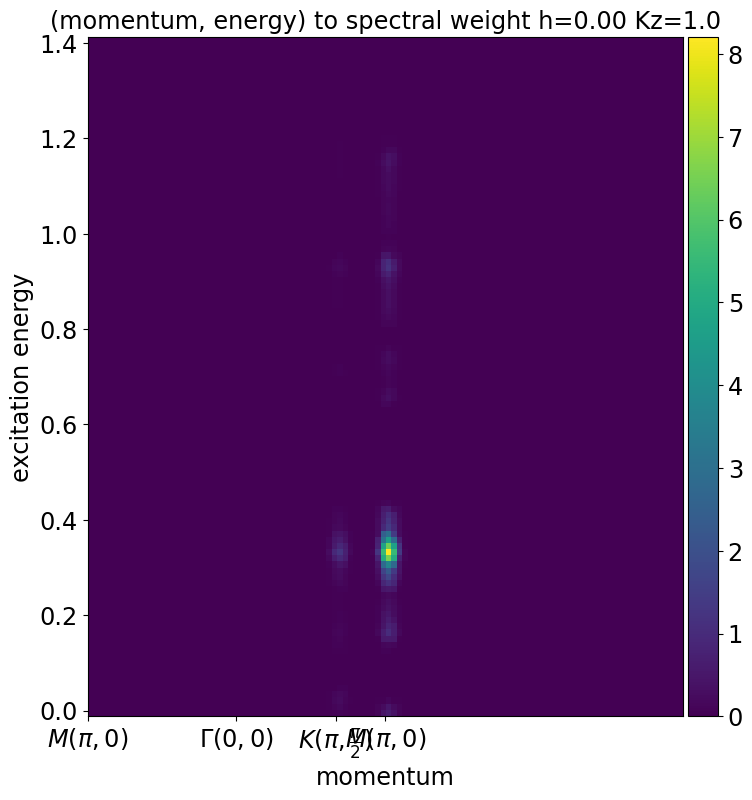 (momentum, energy) to spectral weight h=0.00 Kz=1.0
excitation energy
1.4
1.2
1.0
0.8
0.6
0.4
0.2
0.0
8
7
6
5
4
3
2
1
0
M(π, 0)
Γ(0, 0)
K(π, π/2)
M(π, 0)
momentum